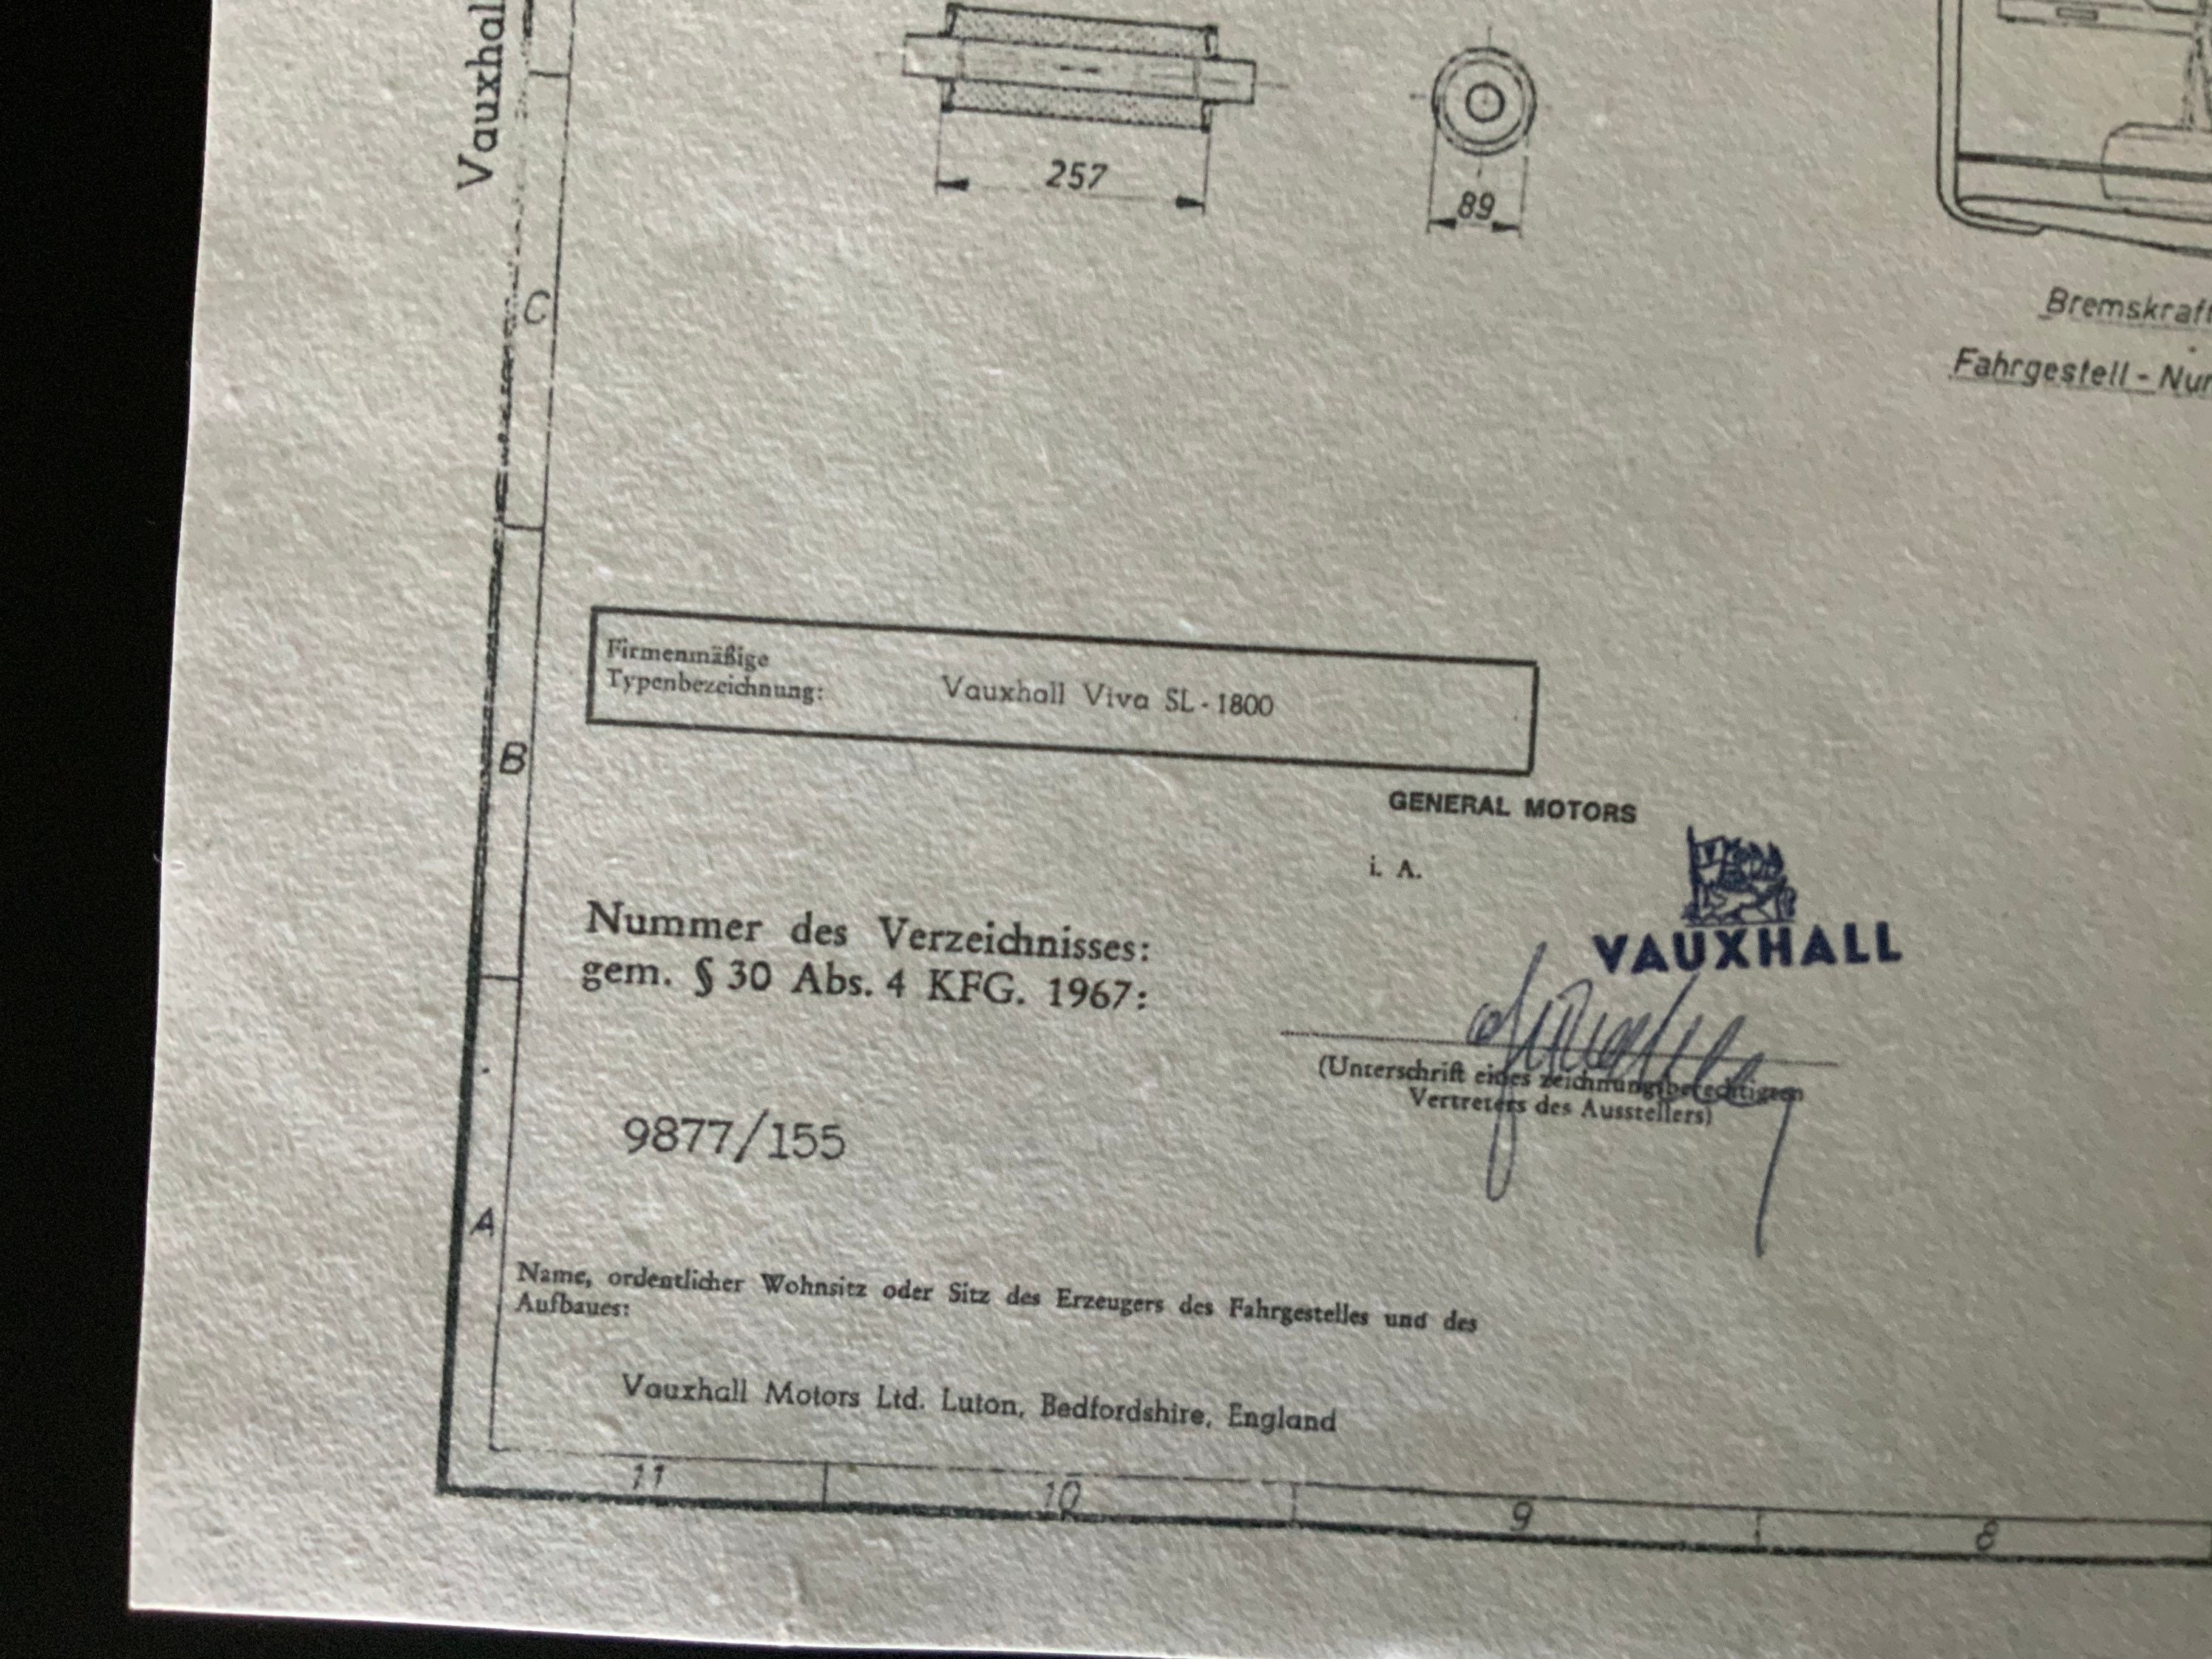 Vauxhal
257
89
C
Bremskraft
Fahrgestell - Nur
Firmenmäßige
Typenbezeichnung: Vauxhall Viva SL - 1800
B
GENERAL MOTORS
i. A.
VAUXHALL
Nummer des Verzeichnisses:
gem. § 30 Abs. 4 KFG. 1967:
(Unterschrift eines zeichnungsberechtigten
Vertreters des Ausstellers)
9877/155
A
Name, ordentlicher Wohnsitz oder Sitz des Erzeugers des Fahrgestelles und des
Aufbaues:
Vauxhall Motors Ltd. Luton, Bedfordshire, England
11 10 9 8